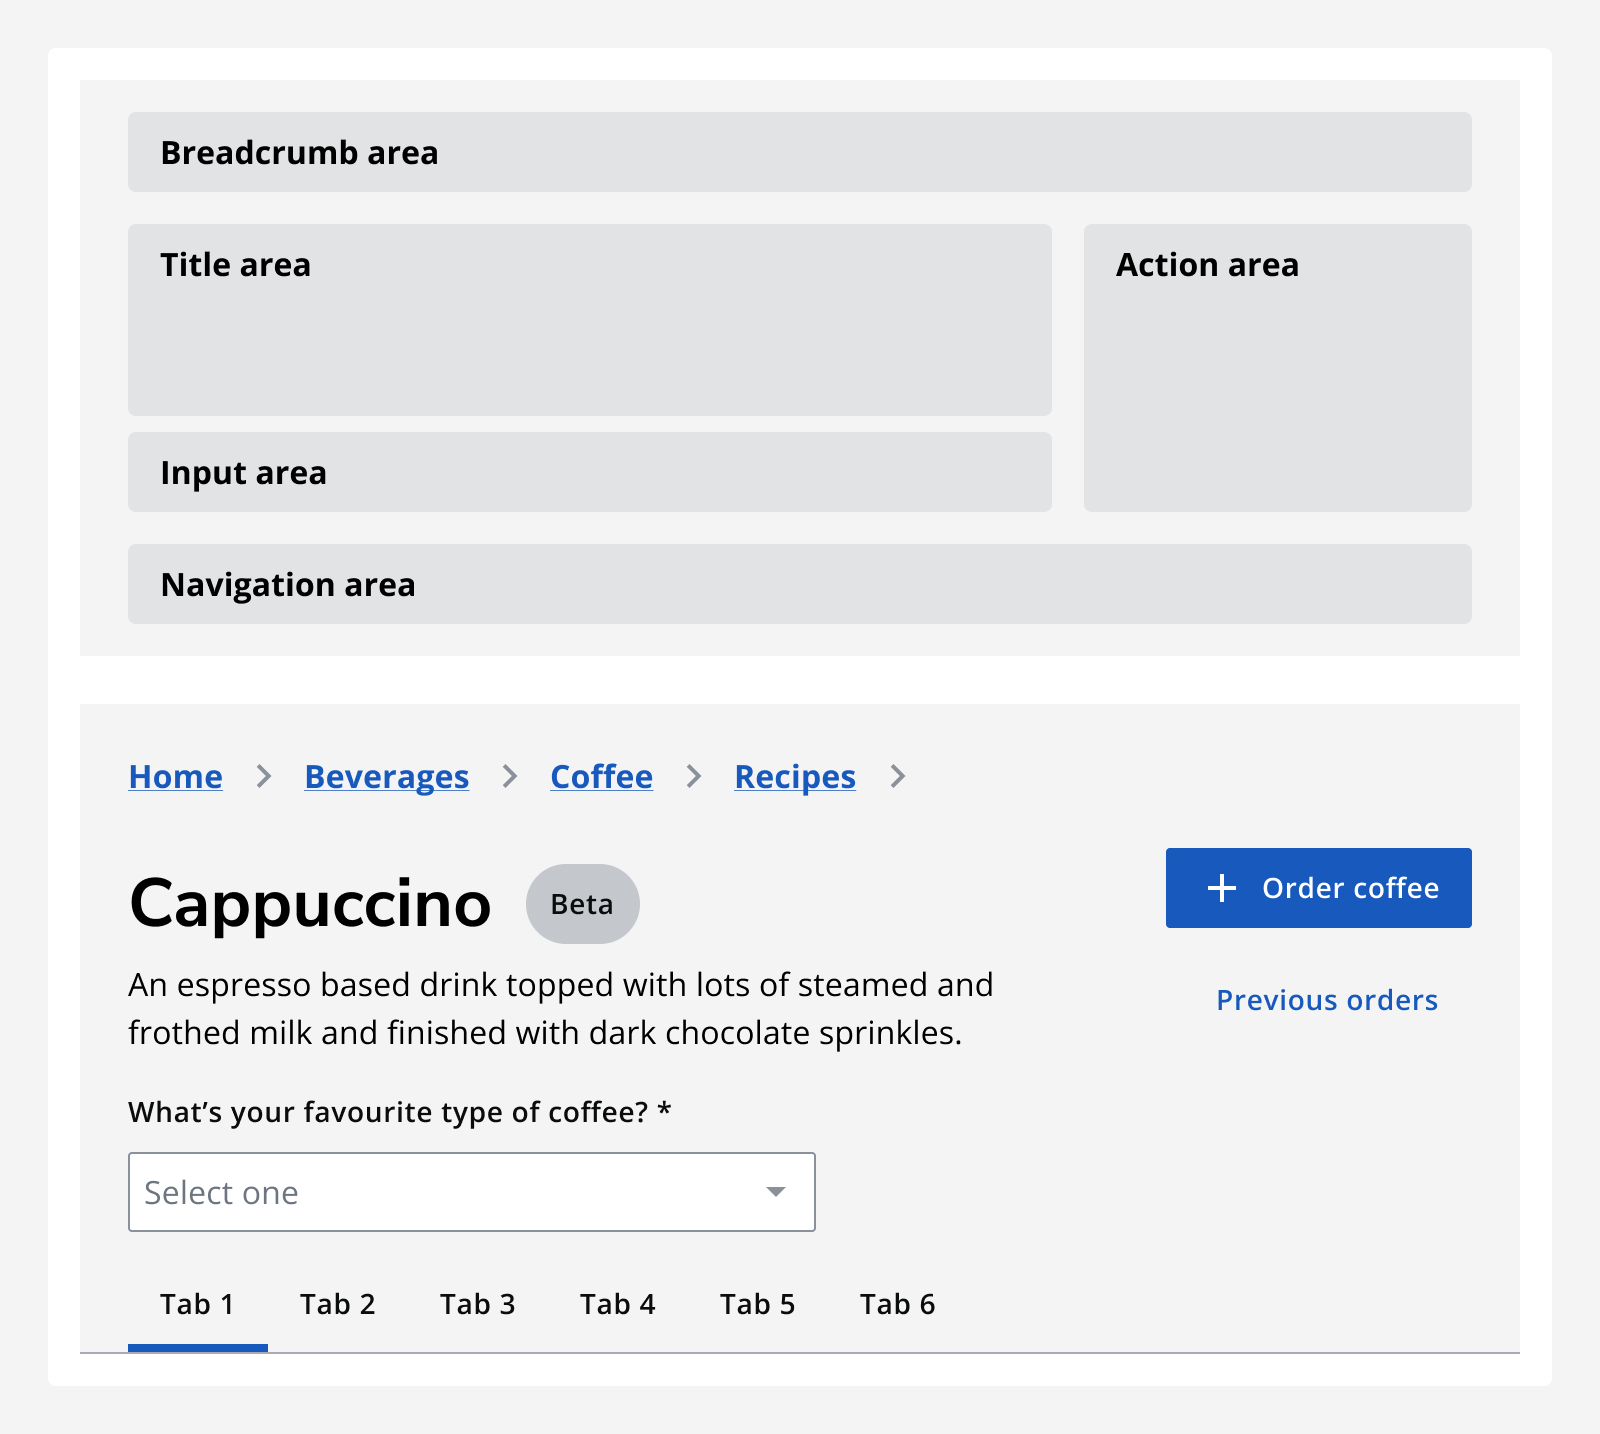 Breadcrumb area
Title area
Action area
Input area
Navigation area
Home > Beverages > Coffee > Recipes >
Cappuccino Beta
+ Order coffee
An espresso based drink topped with lots of steamed and
frothed milk and finished with dark chocolate sprinkles.
Previous orders
What’s your favourite type of coffee? *
Select one
Tab 1 Tab 2 Tab 3 Tab 4 Tab 5 Tab 6